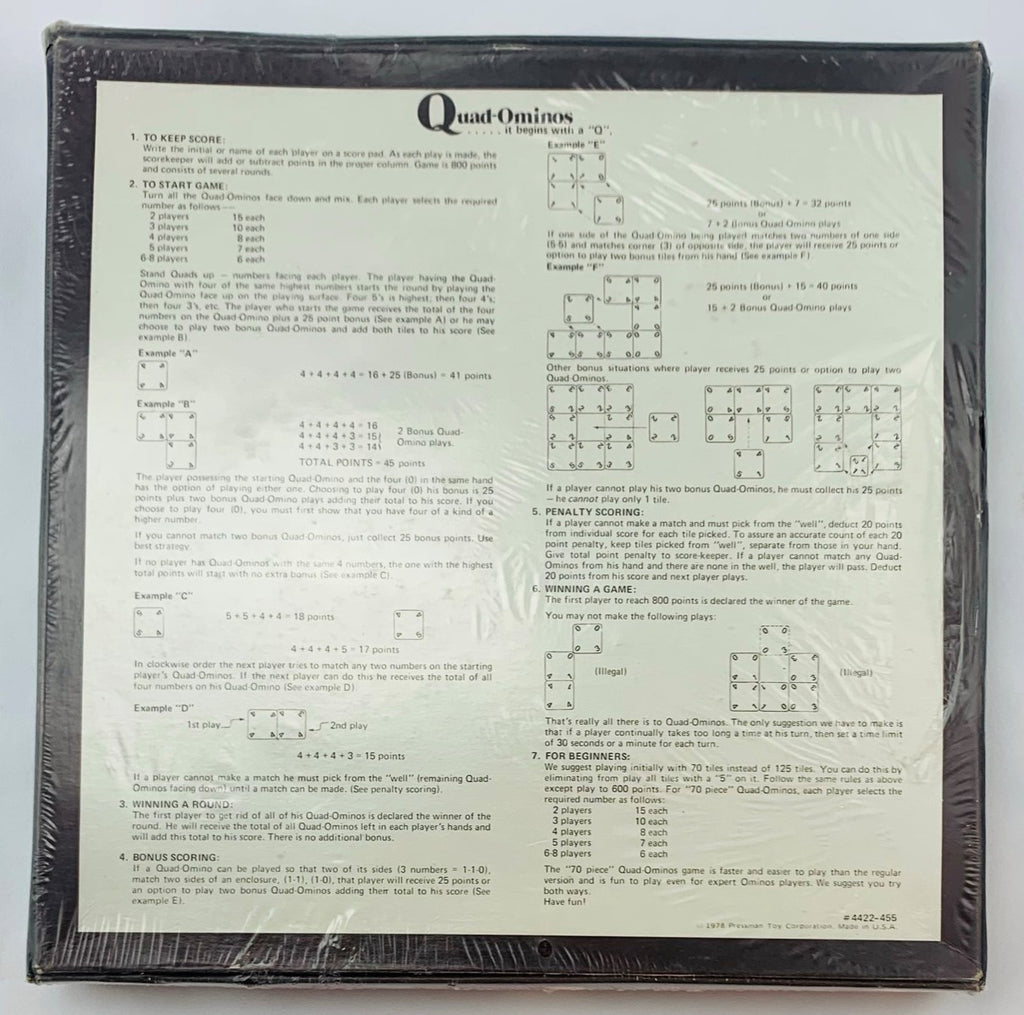 Quad-Ominos
. . . . . it begins with a "Q".
1. TO KEEP SCORE:
Write the initial or name of each player on a score pad. As each play is made, the
scorekeeper will add or subtract points in the proper column. Game is 800 points
and consists of several rounds.
2. TO START GAME:
Turn all the Quad-Ominos face down and mix. Each player selects the required
number as follows —
2 players 15 each
3 players 10 each
4 players 8 each
5 players 7 each
6-8 players 6 each
Stand Quads up — numbers facing each player. The player having the Quad-
Omino with four of the same highest numbers starts the round by playing the
Quad-Omino face up on the playing surface. Four 5's is highest; then four 4's,
then four 3's, etc. The player who starts the game receives the total of the four
numbers on the Quad-Omino plus a 25 point bonus (See example A) or he may
choose to play two bonus Quad-Ominos and add both tiles to his score (See
example B).
Example "A"
4 + 4 + 4 + 4 = 16 + 25 (Bonus) = 41 points
Example "B"
4 + 4 + 4 + 4 = 16
4 + 4 + 4 + 3 = 15
4 + 4 + 3 + 3 = 14
2 Bonus Quad-
Omino plays.
TOTAL POINTS = 45 points
The player possessing the starting Quad-Omino and the four (0) in the same hand
has the option of playing either one. Choosing to play four (0) his bonus is 25
points plus two bonus Quad-Omino plays adding their total to his score. If you
choose to play four (0), you must first show that you have four of a kind of a
higher number.
If you cannot match two bonus Quad-Ominos, just collect 25 bonus points. Use
best strategy.
If no player has Quad-Ominos with the same 4 numbers, the one with the highest
total points will start with no extra bonus (See example C).
Example "C"
5 + 5 + 4 + 4 = 18 points
4 + 4 + 4 + 5 = 17 points
In clockwise order the next player tries to match any two numbers on the starting
player's Quad-Ominos. If the next player can do this he receives the total of all
four numbers on his Quad-Omino (See example D).
Example "D"
1st play
2nd play
4 + 4 + 4 + 3 = 15 points
If a player cannot make a match he must pick from the "well" (remaining Quad-
Ominos facing down) until a match can be made. (See penalty scoring).
3. WINNING A ROUND:
The first player to get rid of all of his Quad-Ominos is declared the winner of the
round. He will receive the total of all Quad-Ominos left in each player's hands and
will add this total to his score. There is no additional bonus.
4. BONUS SCORING:
If a Quad-Omino can be played so that two of its sides (3 numbers = 1-1-0),
match two sides of an enclosure, (1-1), (1-0), that player will receive 25 points or
an option to play two bonus Quad-Ominos adding their total to his score (See
example E).
Example "E"
25 points (Bonus) + 7 = 32 points
or
7 + 2 Bonus Quad-Omino plays
If one side of the Quad-Omino being played matches two numbers of one side
(5-5) and matches corner (3) of opposite side, the player will receive 25 points or
option to play two bonus tiles from his hand (See example F).
Example "F"
25 points (Bonus) + 15 = 40 points
or
15 + 2 Bonus Quad-Omino plays
Other bonus situations where player receives 25 points or option to play two
Quad-Ominos.
If a player cannot play his two bonus Quad-Ominos, he must collect his 25 points
— he cannot play only 1 tile.
5. PENALTY SCORING:
If a player cannot make a match and must pick from the "well", deduct 20 points
from individual score for each tile picked. To assure an accurate count of each 20
point penalty, keep tiles picked from "well", separate from those in your hand.
Give total point penalty to score-keeper. If a player cannot match any Quad-
Ominos from his hand and there are none in the well, the player will pass. Deduct
20 points from his score and next player plays.
6. WINNING A GAME:
The first player to reach 800 points is declared the winner of the game.
You may not make the following plays:
(Illegal) (Illegal)
That's really all there is to Quad-Ominos. The only suggestion we have to make is
that if a player continually takes too long a time at his turn, then set a time limit
of 30 seconds or a minute for each turn.
7. FOR BEGINNERS:
We suggest playing initially with 70 tiles instead of 125 tiles. You can do this by
eliminating from play all tiles with a "5" on it. Follow the same rules as above
except play to 600 points. For "70 piece" Quad-Ominos, each player selects the
required number as follows:
2 players 15 each
3 players 10 each
4 players 8 each
5 players 7 each
6-8 players 6 each
The "70 piece" Quad-Ominos game is faster and easier to play than the regular
version and is fun to play even for expert Ominos players. We suggest you try
both ways.
Have fun!
#4422-455
© 1978 Pressman Toy Corporation. Made in U.S.A.